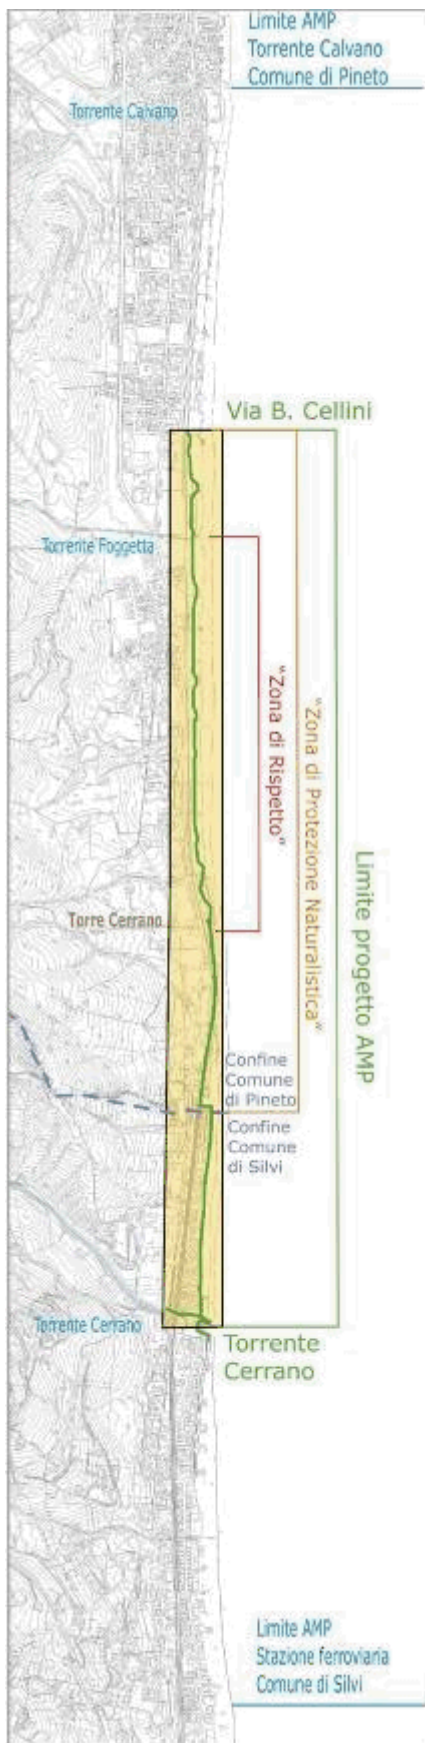 Limite AMP
Torrente Calvano
Comune di Pineto
Torrente Calvano
Via B. Cellini
Torrente Foggetta
"Zona di Rispetto"
"Zona di Protezione Naturalistica"
Limite progetto AMP
Torre Cerrano
Confine
Comune
di Pineto
Confine
Comune
di Silvi
Torrente Cerrano
Torrente
Cerrano
Limite AMP
Stazione ferroviaria
Comune di Silvi